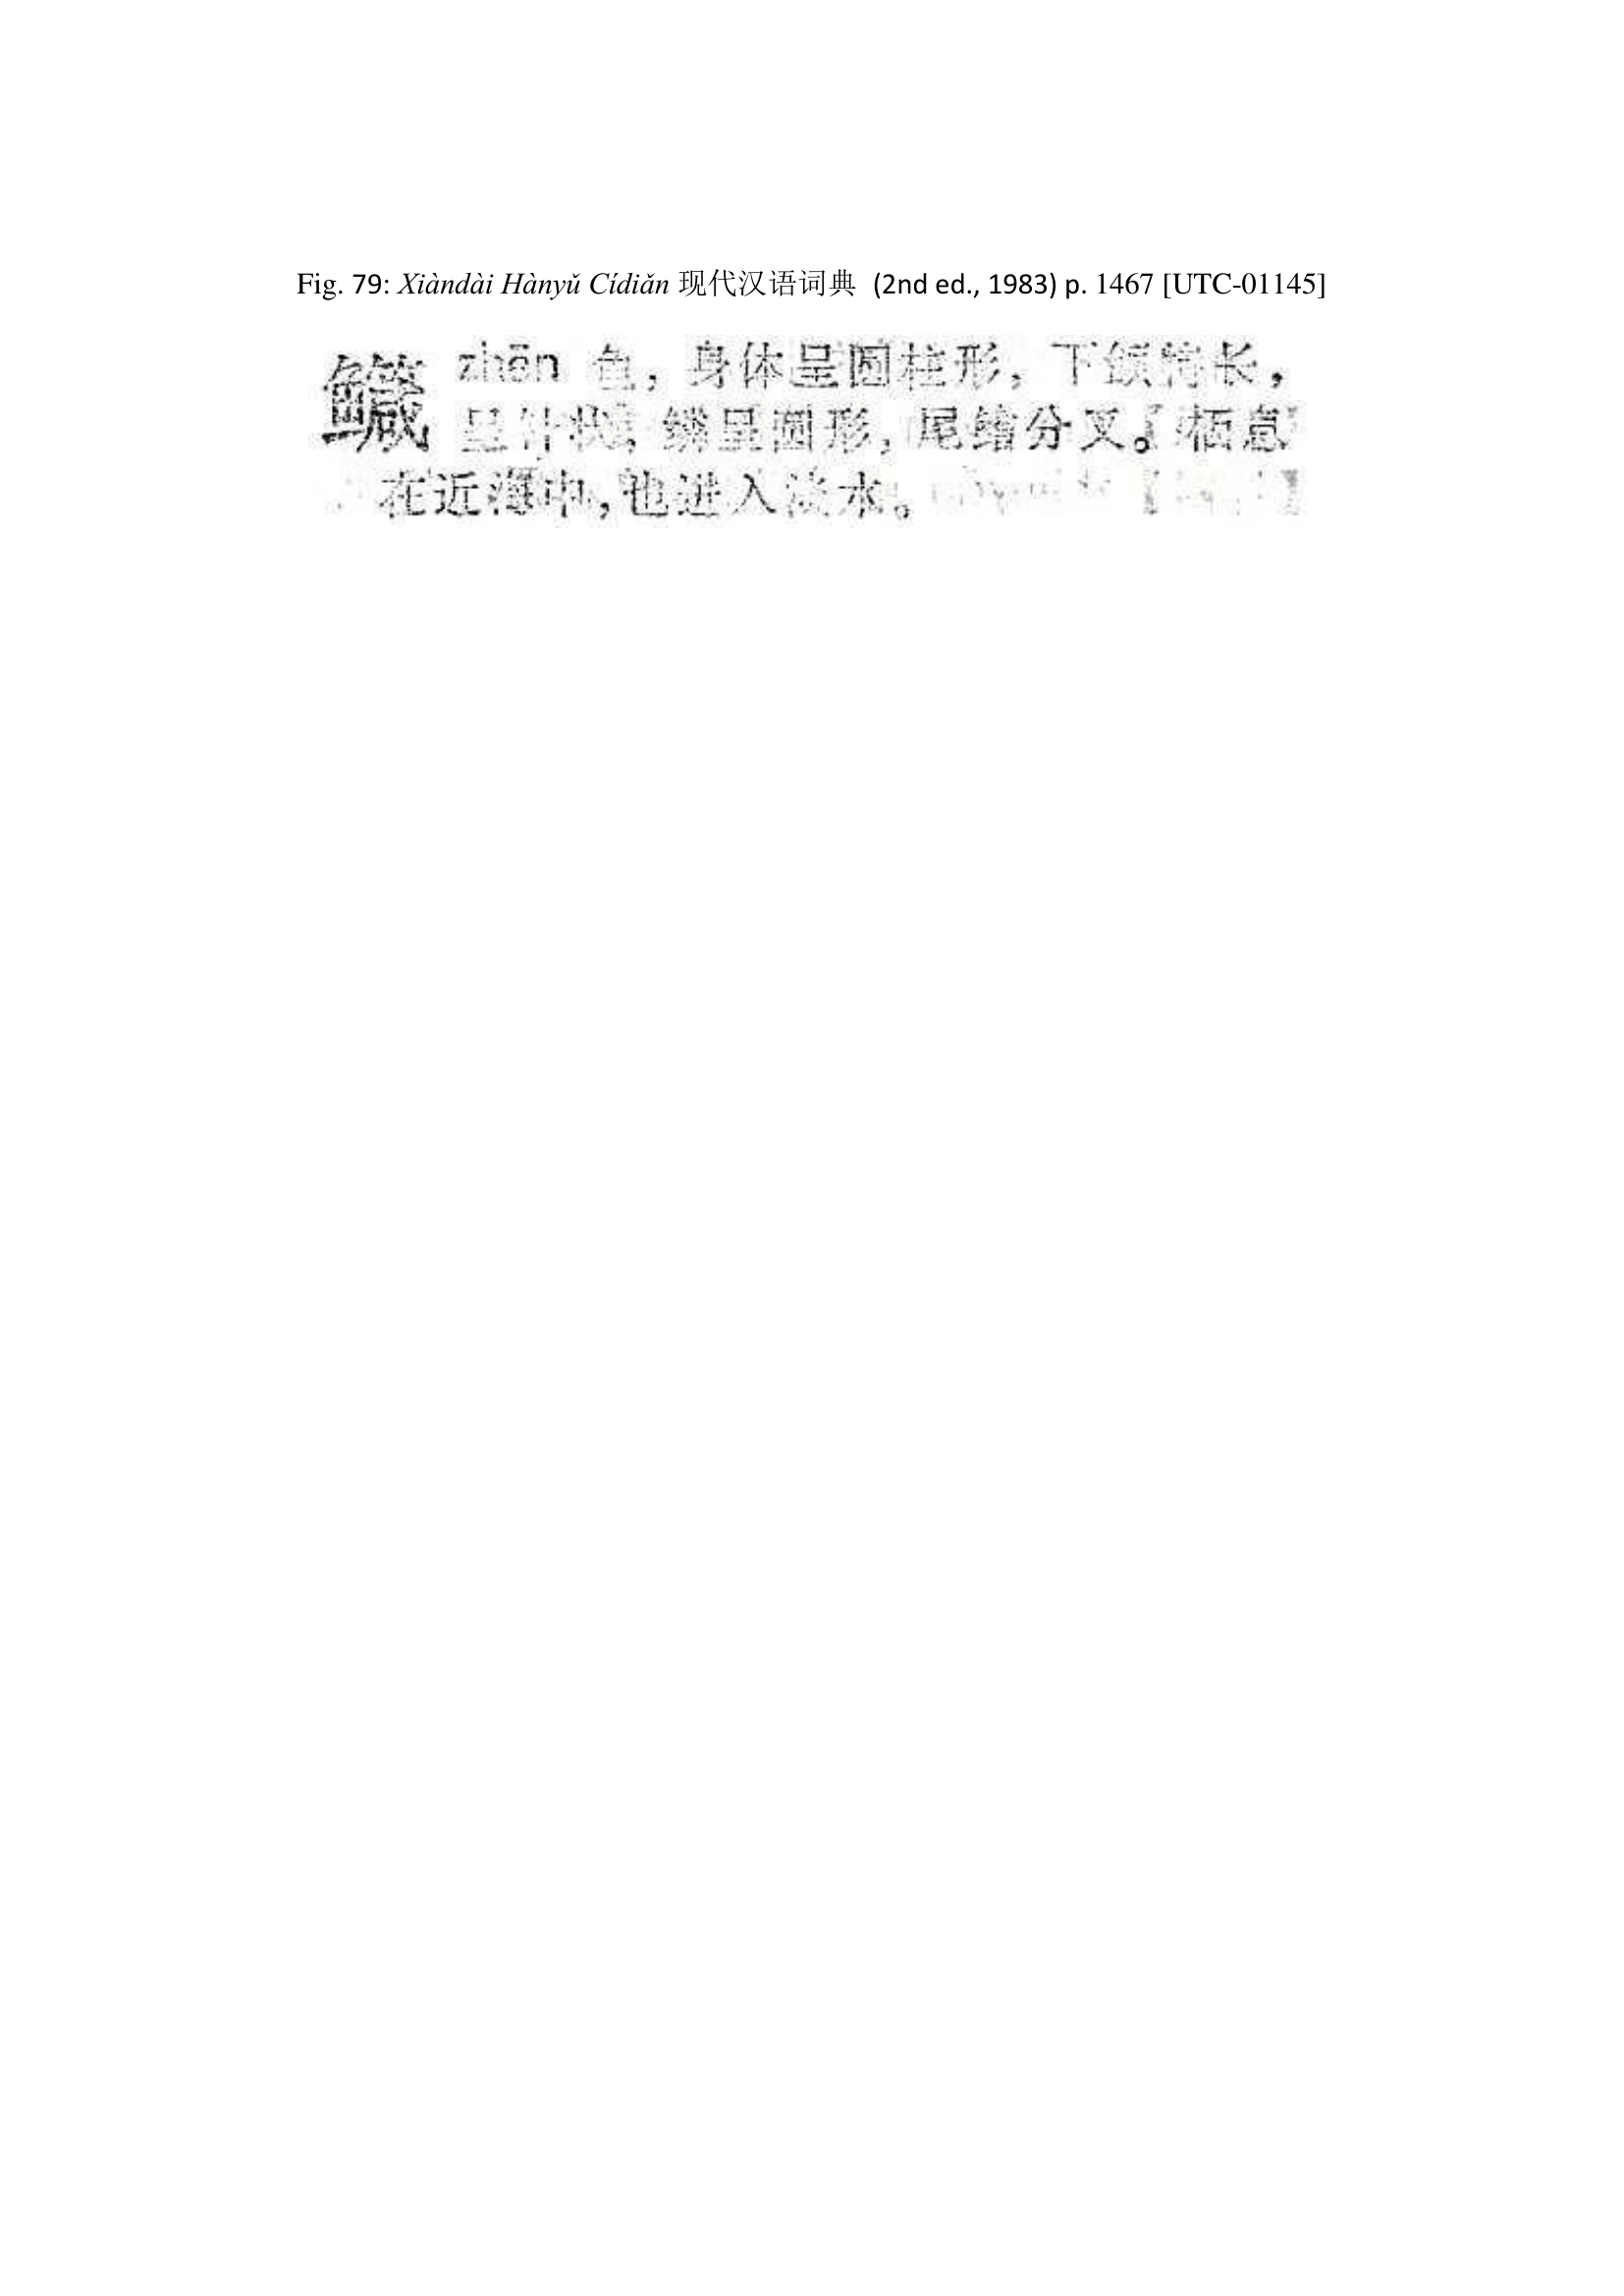 Fig. 79: Xiàndài Hànyǔ Cídiǎn 现代汉语词典 (2nd ed., 1983) p. 1467 [UTC-01145]
zhēn 鱼，身体呈圆柱形，下颌特长，
呈针状，鳞呈圆形，尾鳍分叉。栖息
在近海中，也进入淡水。